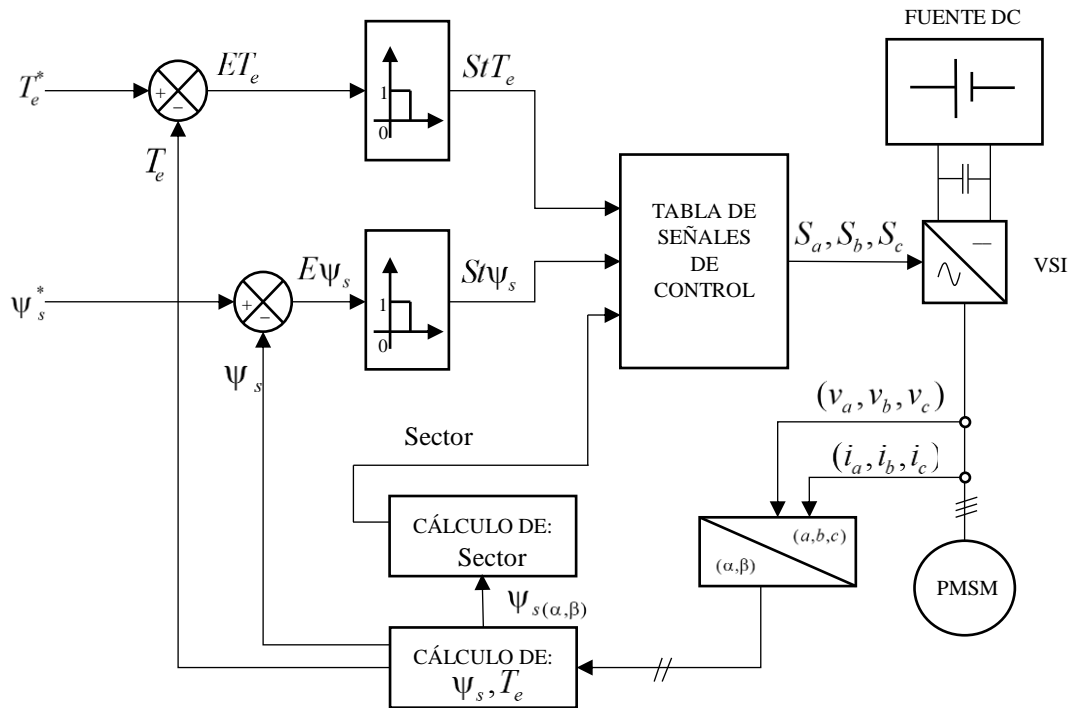 FUENTE DC
T_e^*
+
−
ET_e
1
0
StT_e
T_e
TABLA DE
SEÑALES
DE
CONTROL
S_a, S_b, S_c
VSI
ψ_s^*
+
−
Eψ_s
1
0
Stψ_s
ψ_s
Sector
(v_a, v_b, v_c)
(i_a, i_b, i_c)
CÁLCULO DE:
Sector
(a,b,c)
(α,β)
PMSM
ψ_{s(α,β)}
CÁLCULO DE:
ψ_s, T_e